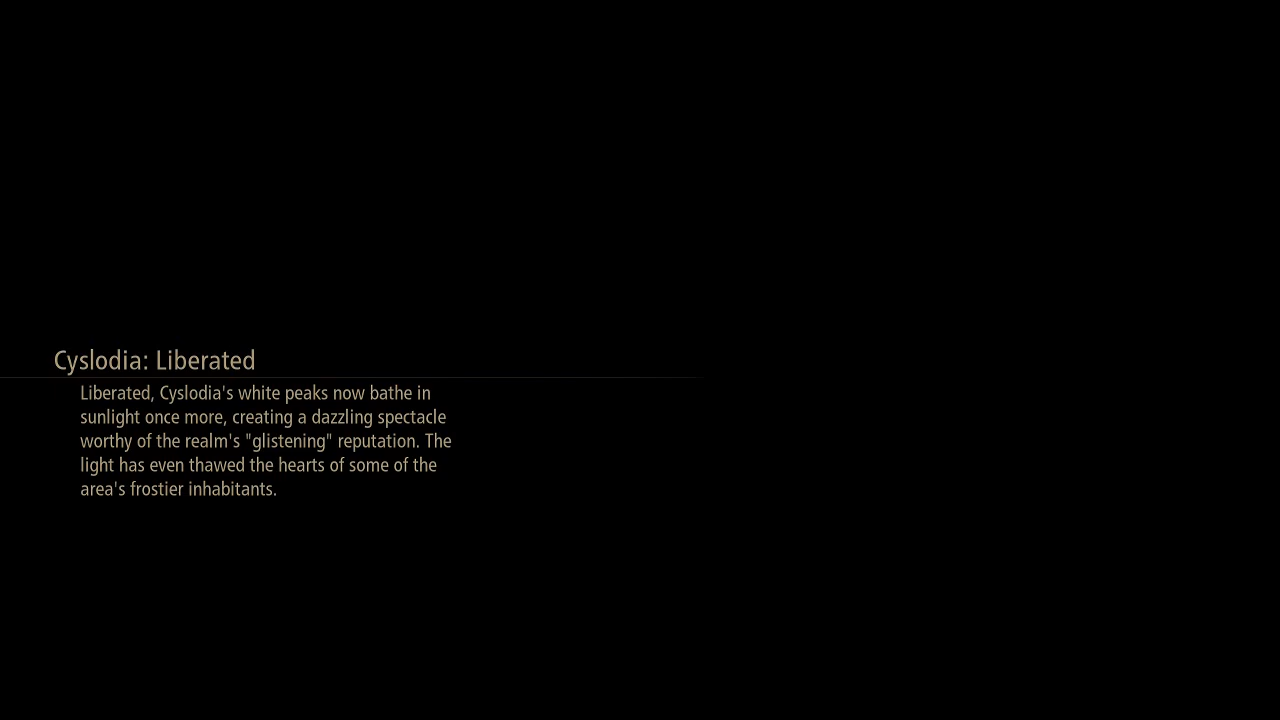 Cyslodia: Liberated
Liberated, Cyslodia's white peaks now bathe in
sunlight once more, creating a dazzling spectacle
worthy of the realm's "glistening" reputation. The
light has even thawed the hearts of some of the
area's frostier inhabitants.